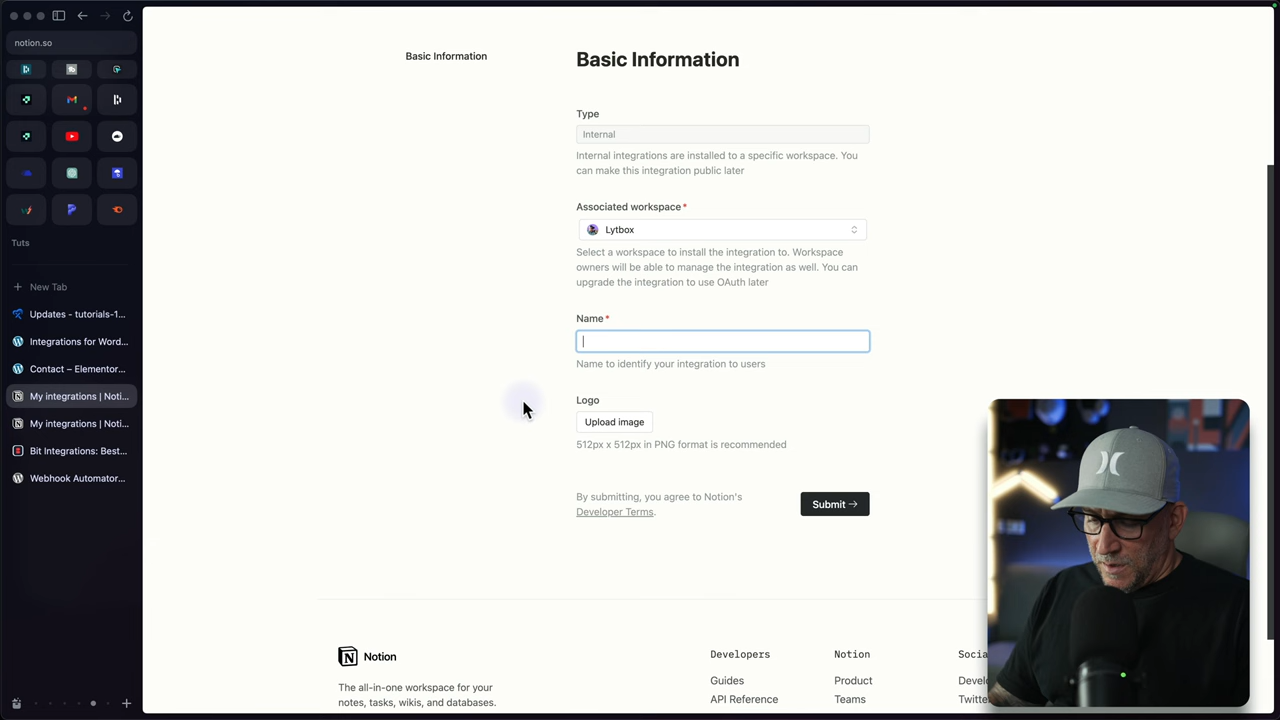 notion.so
Tuts
New Tab
Updates - tutorials-1...
Integrations for Word...
Contact – Elementor...
My integrations | Noti...
My integrations | Noti...
Bit Integrations: Best...
Webhook Automator...
Basic Information
Basic Information
Type
Internal
Internal integrations are installed to a specific workspace. You
can make this integration public later
Associated workspace*
Lytbox
Select a workspace to install the integration to. Workspace
owners will be able to manage the integration as well. You can
upgrade the integration to use OAuth later
Name*
Name to identify your integration to users
Logo
Upload image
512px x 512px in PNG format is recommended
By submitting, you agree to Notion's
Developer Terms.
Submit →
Notion
The all-in-one workspace for your
notes, tasks, wikis, and databases.
Developers
Guides
API Reference
Notion
Product
Teams
Socia
Devel
Twitte